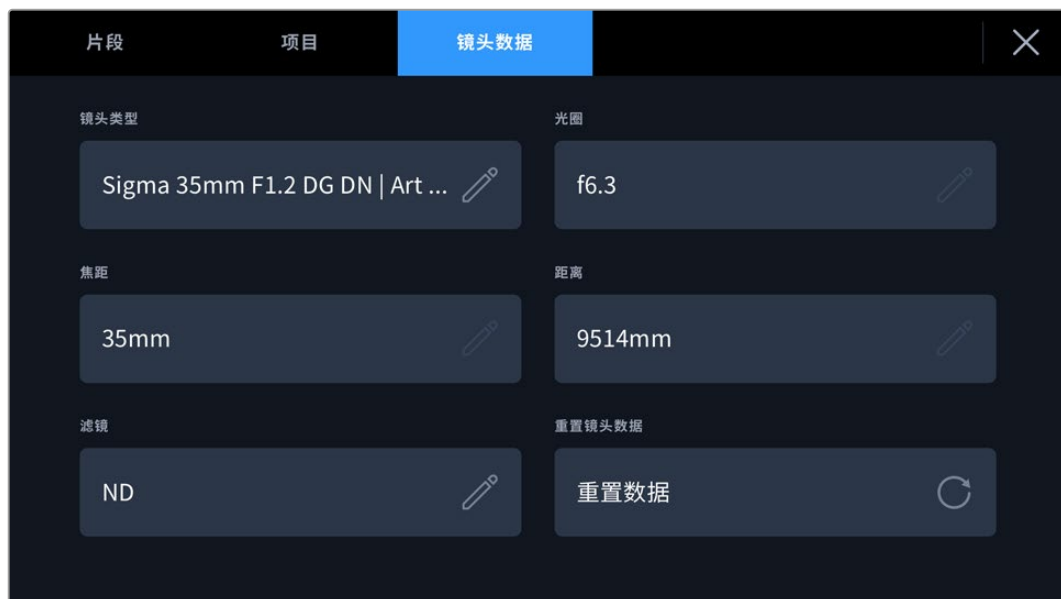 片段 项目 镜头数据
镜头类型 光圈
Sigma 35mm F1.2 DG DN | Art ... f6.3
焦距 距离
35mm 9514mm
滤镜 重置镜头数据
ND 重置数据